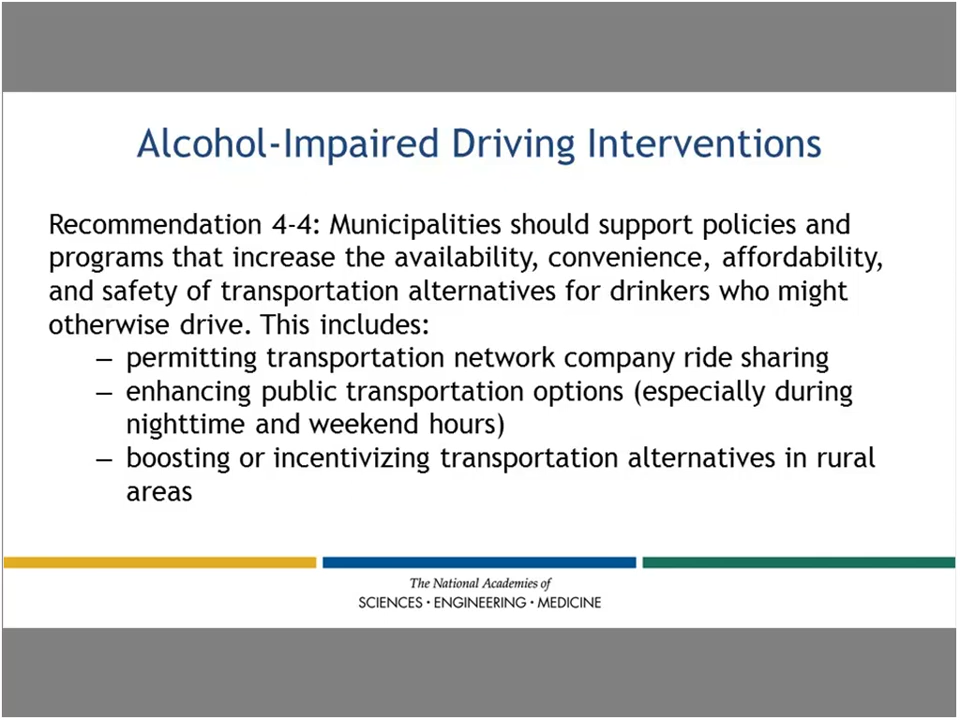 Alcohol-Impaired Driving Interventions
Recommendation 4-4: Municipalities should support policies and
programs that increase the availability, convenience, affordability,
and safety of transportation alternatives for drinkers who might
otherwise drive. This includes:
– permitting transportation network company ride sharing
– enhancing public transportation options (especially during
nighttime and weekend hours)
– boosting or incentivizing transportation alternatives in rural
areas
The National Academies of
SCIENCES · ENGINEERING · MEDICINE